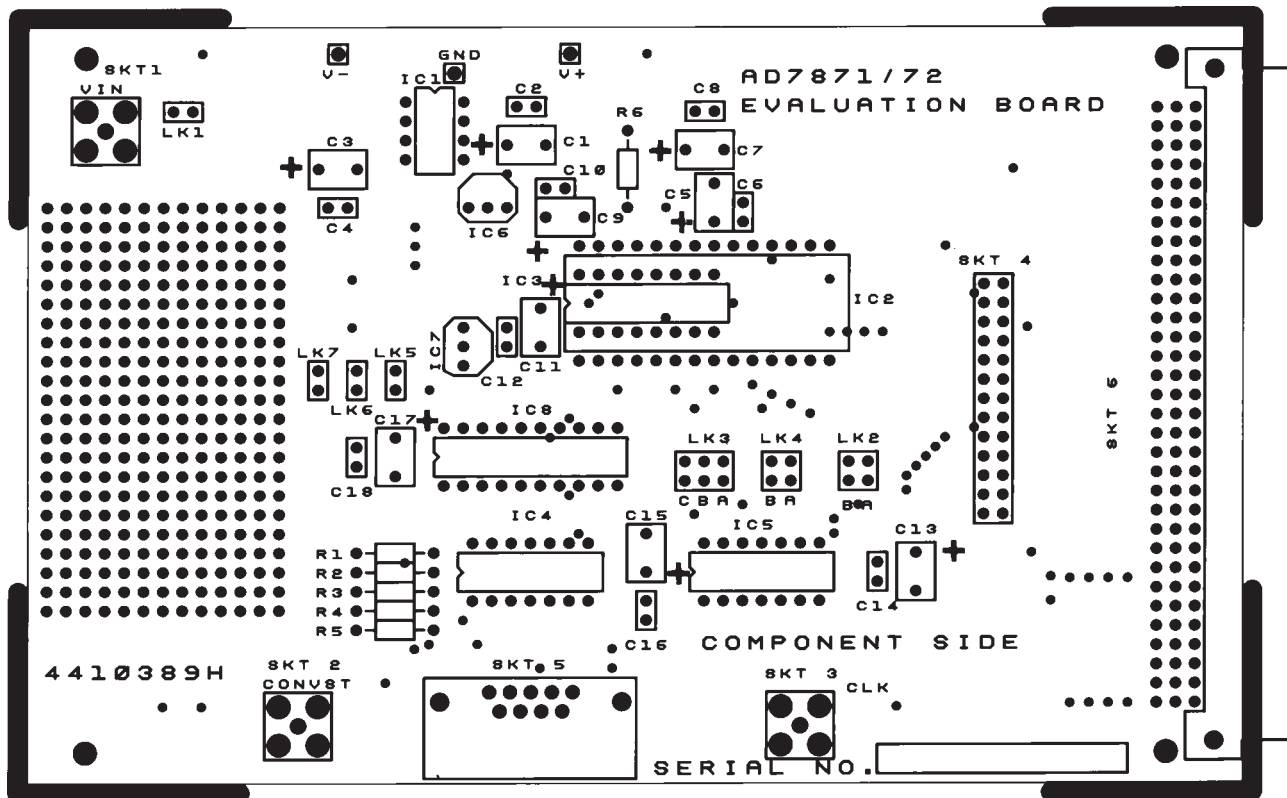 SKT1
VIN
LK1
V-
GND
IC1
V+
C2
C1
C3
C4
R6
C8
C7
AD7871/72
EVALUATION BOARD
C10
C9
IC6
C5
C6
IC3
IC2
SKT 4
SKT 6
IC7
C12
C11
LK7
LK5
LK6
C17
C18
IC8
LK3
C B A
LK4
B A
LK2
B A
IC4
C15
IC5
C13
C14
C16
R1
R2
R3
R4
R5
COMPONENT SIDE
4410389H
SKT 2
CONVST
SKT 5
SKT 3
CLK
SERIAL NO.